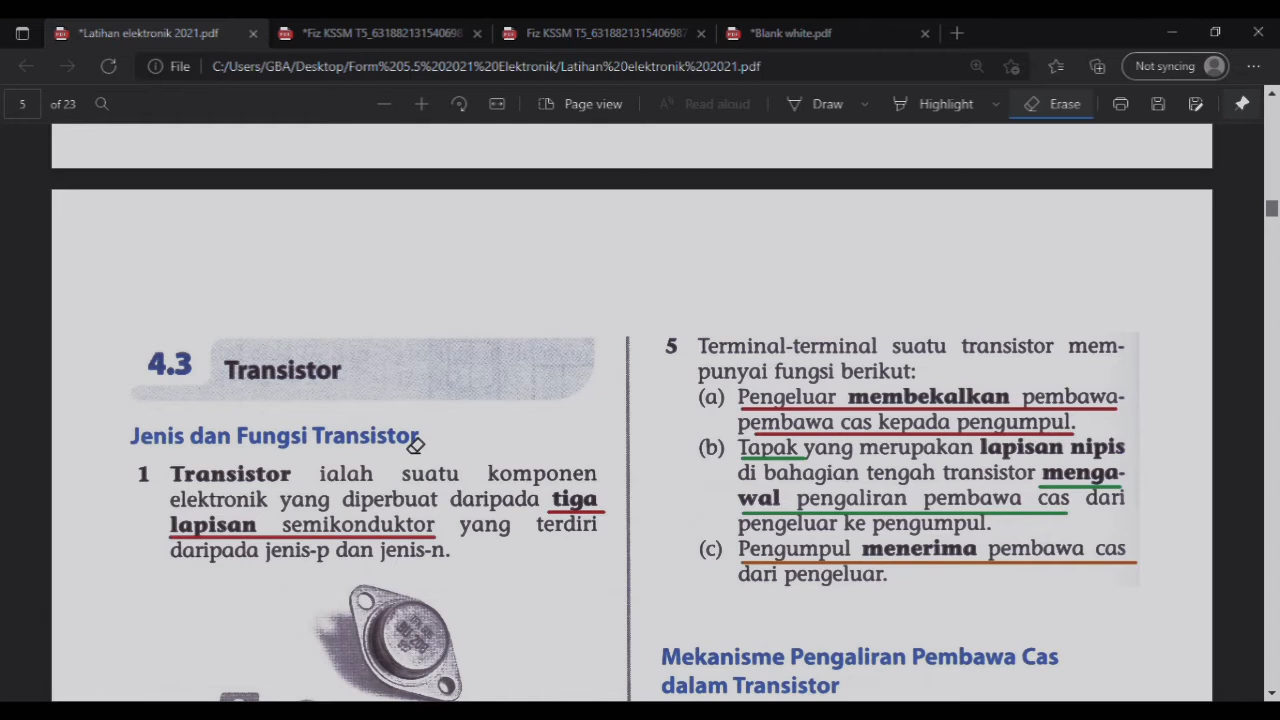 *Latihan elektronik 2021.pdf
*Fiz KSSM T5_631882131540698
Fiz KSSM T5_6318821315406987
*Blank white.pdf
File
C:/Users/GBA/Desktop/Form%205.5%202021%20Elektronik/Latihan%20elektronik%202021.pdf
Not syncing
5 of 23
Page view
Read aloud
Draw
Highlight
Erase
4.3 Transistor
Jenis dan Fungsi Transistor
1 Transistor ialah suatu komponen
elektronik yang diperbuat daripada tiga
lapisan semikonduktor yang terdiri
daripada jenis-p dan jenis-n.
5 Terminal-terminal suatu transistor mem-
punyai fungsi berikut:
(a) Pengeluar membekalkan pembawa-
pembawa cas kepada pengumpul.
(b) Tapak yang merupakan lapisan nipis
di bahagian tengah transistor menga-
wal pengaliran pembawa cas dari
pengeluar ke pengumpul.
(c) Pengumpul menerima pembawa cas
dari pengeluar.
Mekanisme Pengaliran Pembawa Cas
dalam Transistor